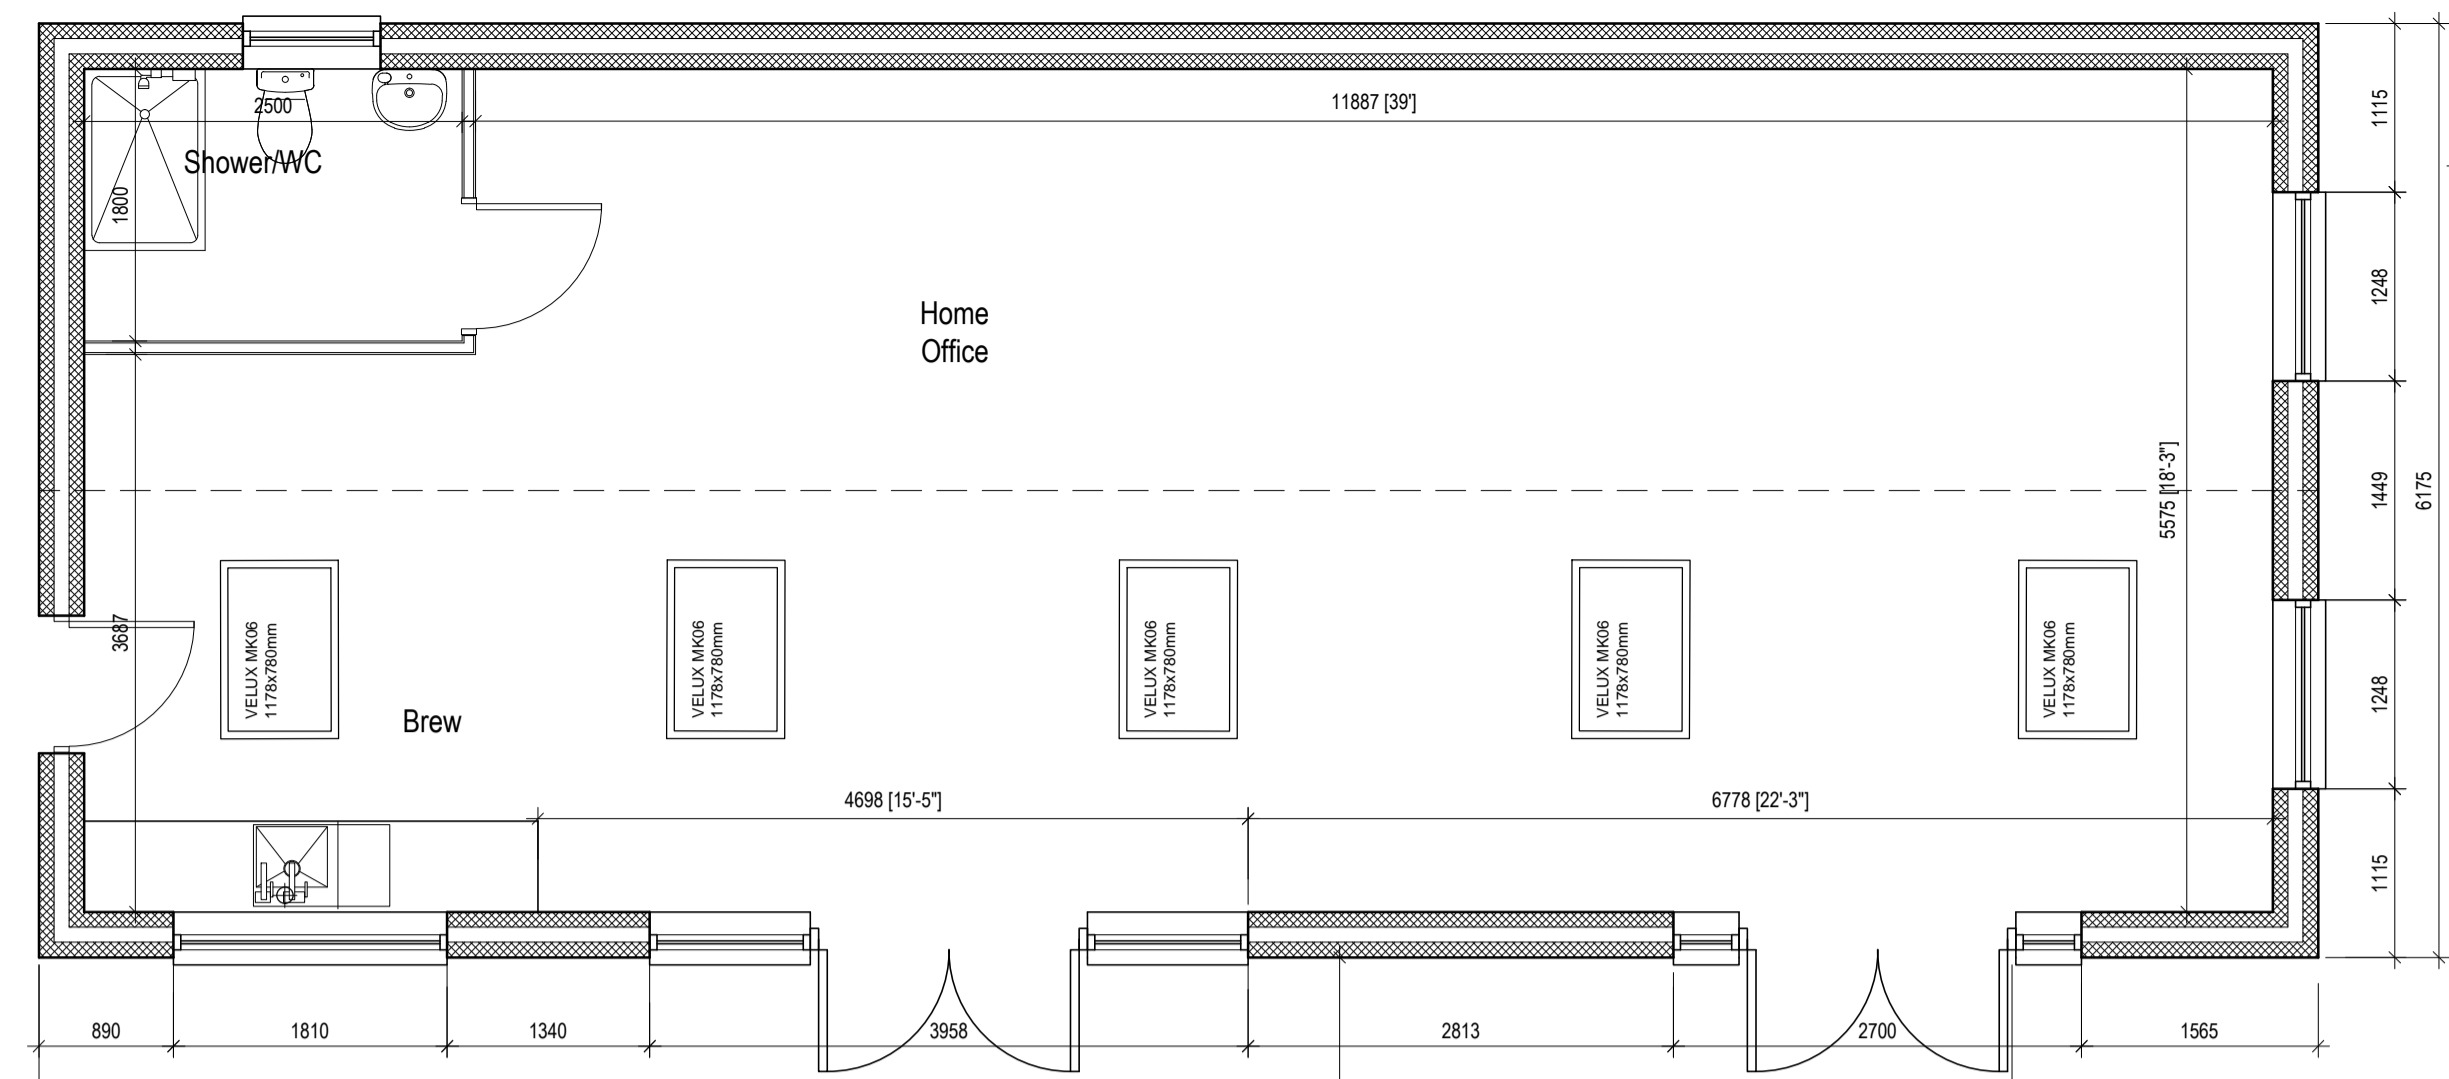 11887 [39']
2500
Shower/WC
1800
1115
1248
Home
Office
5575 [18'-3"]
1449
6175
3687
VELUX MK06
1178x780mm
VELUX MK06
1178x780mm
VELUX MK06
1178x780mm
VELUX MK06
1178x780mm
VELUX MK06
1178x780mm
1248
Brew
4698 [15'-5"]
6778 [22'-3"]
1115
890
1810
1340
3958
2813
2700
1565